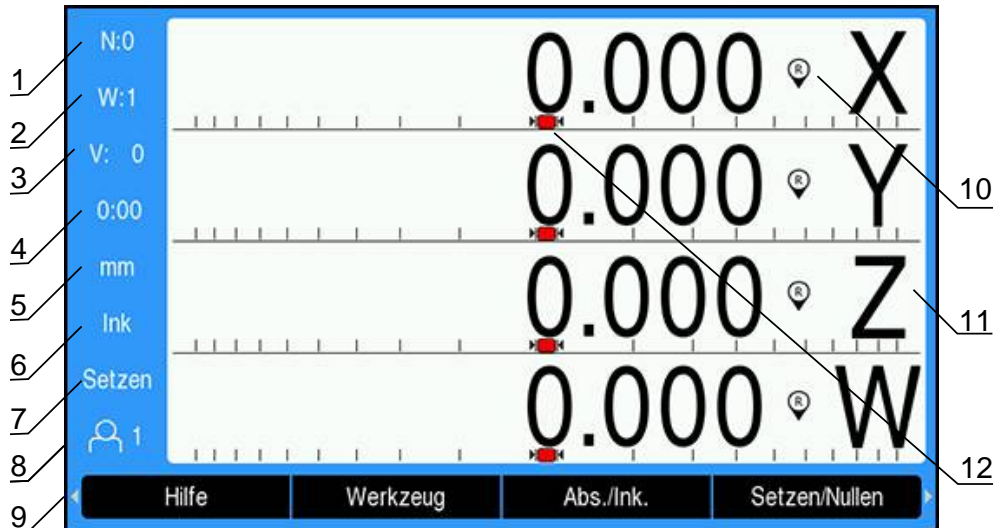 1
N:0
2
W:1
3
V: 0
4
0:00
5
mm
6
Ink
7
Setzen
8
1
9
0.000 R X
0.000 R Y
0.000 R Z
0.000 R W
10
11
12
Hilfe Werkzeug Abs./Ink. Setzen/Nullen